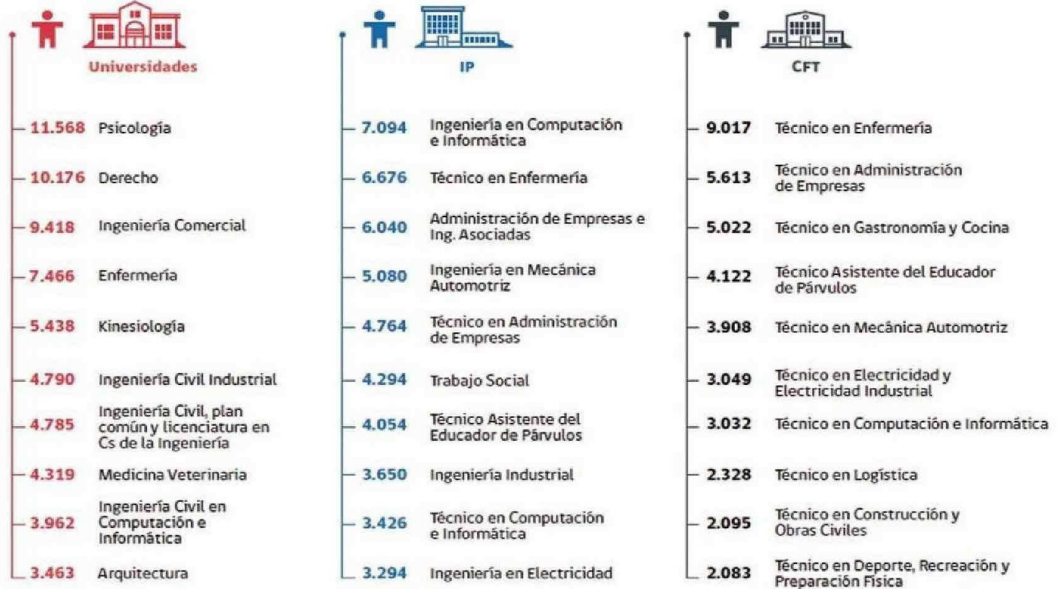 Universidades
11.568 Psicología
10.176 Derecho
9.418 Ingeniería Comercial
7.466 Enfermería
5.438 Kinesiología
4.790 Ingeniería Civil Industrial
4.785 Ingeniería Civil, plan
común y licenciatura en
Cs de la Ingeniería
4.319 Medicina Veterinaria
3.962 Ingeniería Civil en
Computación e
Informática
3.463 Arquitectura
IP
7.094 Ingeniería en Computación
e Informática
6.676 Técnico en Enfermería
6.040 Administración de Empresas e
Ing. Asociadas
5.080 Ingeniería en Mecánica
Automotriz
4.764 Técnico en Administración
de Empresas
4.294 Trabajo Social
4.054 Técnico Asistente del
Educador de Párvulos
3.650 Ingeniería Industrial
3.426 Técnico en Computación
e Informática
3.294 Ingeniería en Electricidad
CFT
9.017 Técnico en Enfermería
5.613 Técnico en Administración
de Empresas
5.022 Técnico en Gastronomía y Cocina
4.122 Técnico Asistente del Educador
de Párvulos
3.908 Técnico en Mecánica Automotriz
3.049 Técnico en Electricidad y
Electricidad Industrial
3.032 Técnico en Computación e Informática
2.328 Técnico en Logística
2.095 Técnico en Construcción y
Obras Civiles
2.083 Técnico en Deporte, Recreación y
Preparación Física